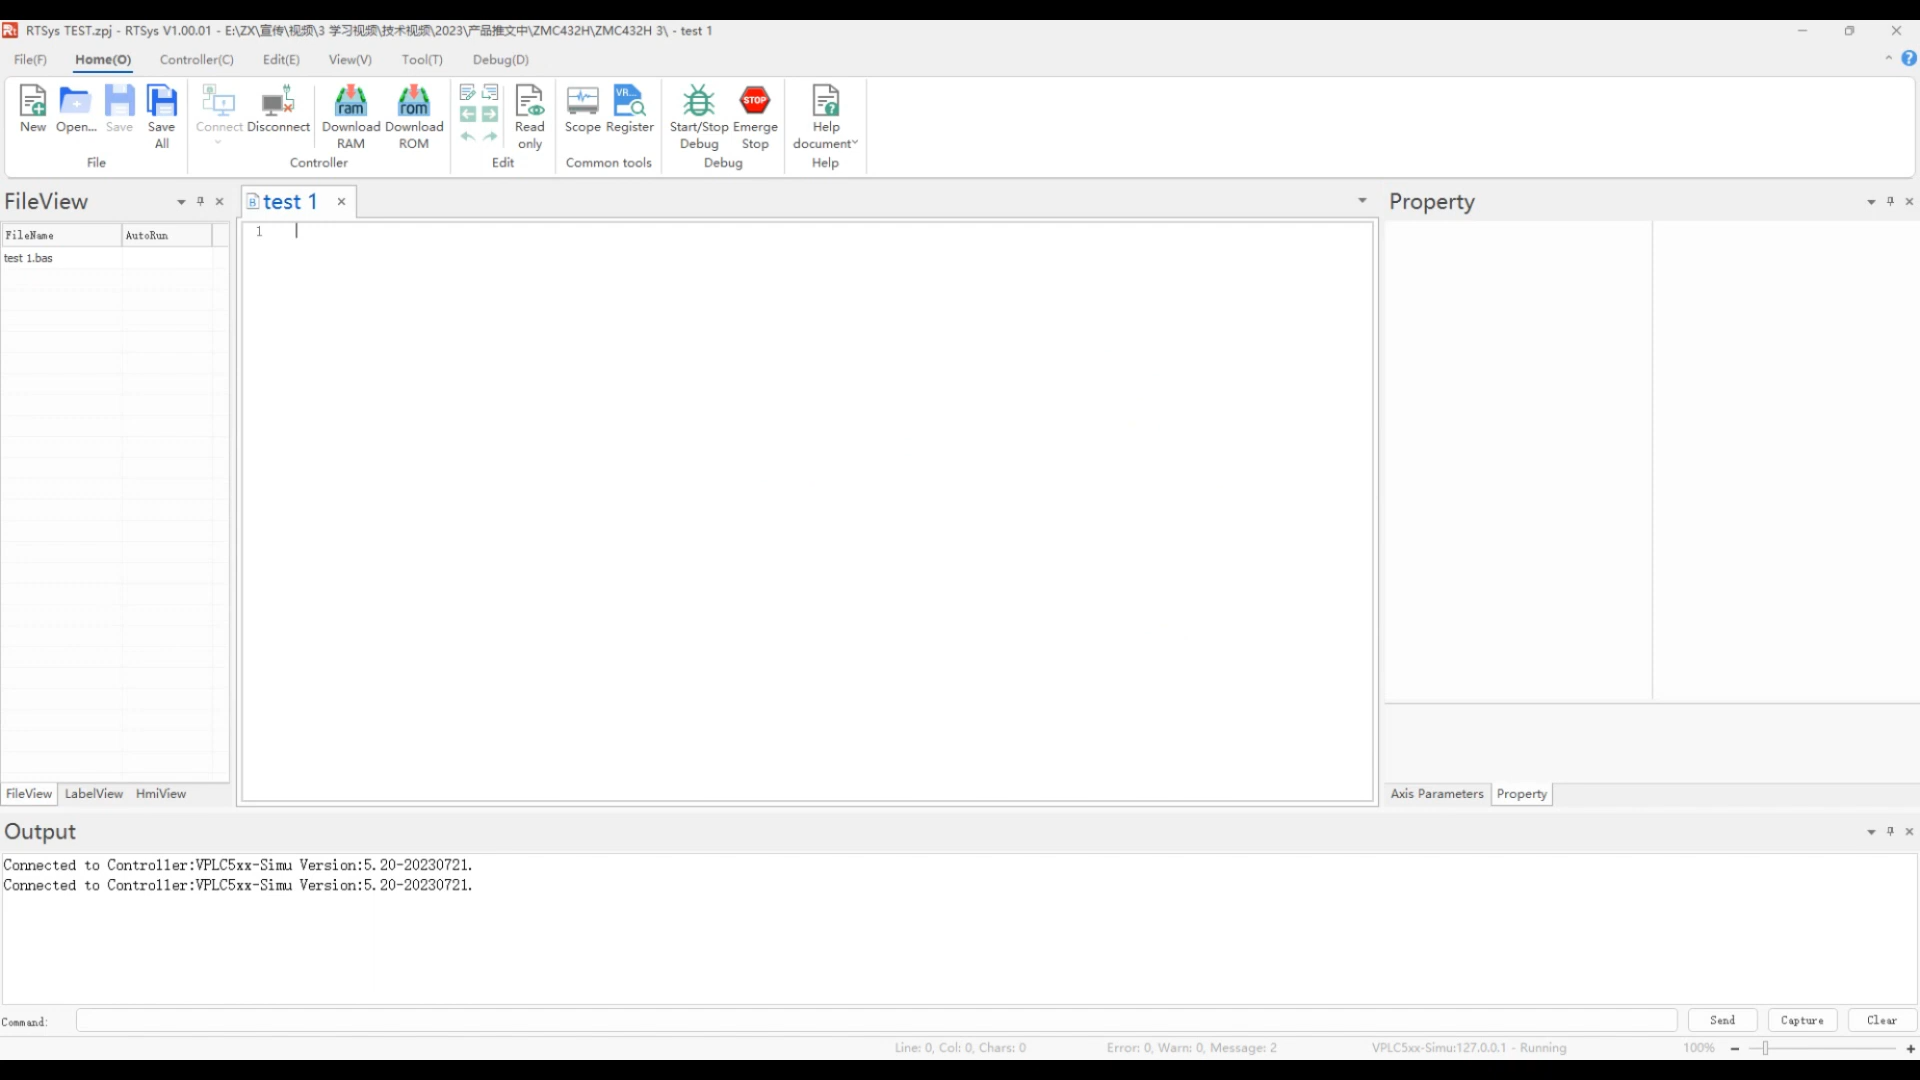 RTSys TEST.zpj - RTSys V1.00.01 - E:\ZX\宣传\视频\3 学习视频\技术视频\2023\产品推文中\ZMC432H\ZMC432H 3\ - test 1
File(F) Home(O) Controller(C) Edit(E) View(V) Tool(T) Debug(D)
ram rom VR... STOP
New Open... Save Save All Connect Disconnect Download RAM Download ROM Read only Scope Register Start/Stop Debug Emerge Stop Help document
File Controller Edit Common tools Debug Help
FileView
test 1
Property
FileName AutoRun
1
test 1.bas
FileView LabelView HmiView
Axis Parameters Property
Output
Connected to Controller:VPLC5xx-Simu Version:5.20-20230721.
Connected to Controller:VPLC5xx-Simu Version:5.20-20230721.
Command: Send Capture Clear
Line: 0, Col: 0, Chars: 0 Error: 0, Warn: 0, Message: 2 VPLC5xx-Simu:127.0.0.1 - Running 100%